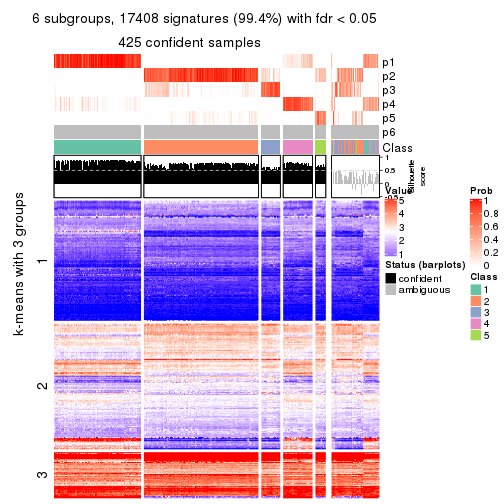 6 subgroups, 17408 signatures (99.4%) with fdr < 0.05
425 confident samples
p1
p2
p3
p4
p5
p6
Class
1
0.5
0
-0.5
Silhouette
score
k-means with 3 groups
1
2
3
Value
5
4
3
2
1
Status (barplots)
confident
ambiguous
Prob
1
0.8
0.6
0.4
0.2
0
Class
1
2
3
4
5